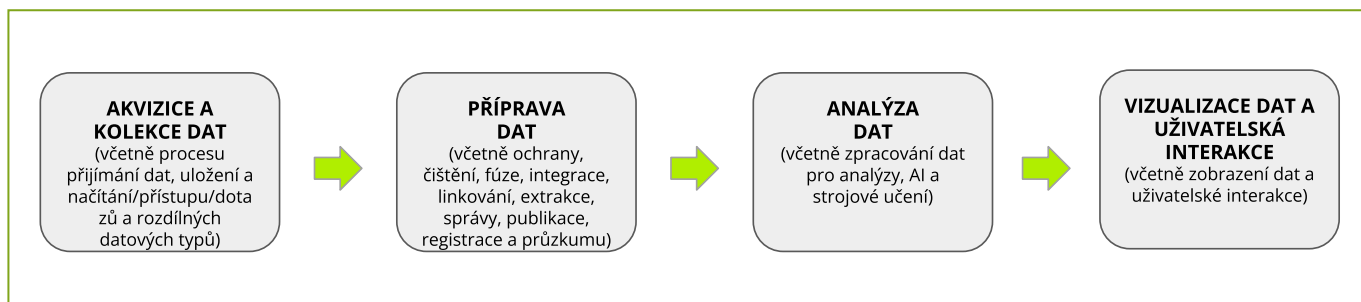 AKVIZICE A
KOLEKCE DAT
(včetně procesu
přijímání dat, uložení a
načítání/přístupu/dota
zů a rozdílných
datových typů)
PŘÍPRAVA
DAT
(včetně ochrany,
čištění, fúze, integrace,
linkování, extrakce,
správy, publikace,
registrace a průzkumu)
ANALÝZA
DAT
(včetně zpracování dat
pro analýzy, AI a
strojové učení)
VIZUALIZACE DAT A
UŽIVATELSKÁ
INTERAKCE
(včetně zobrazení dat a
uživatelské interakce)